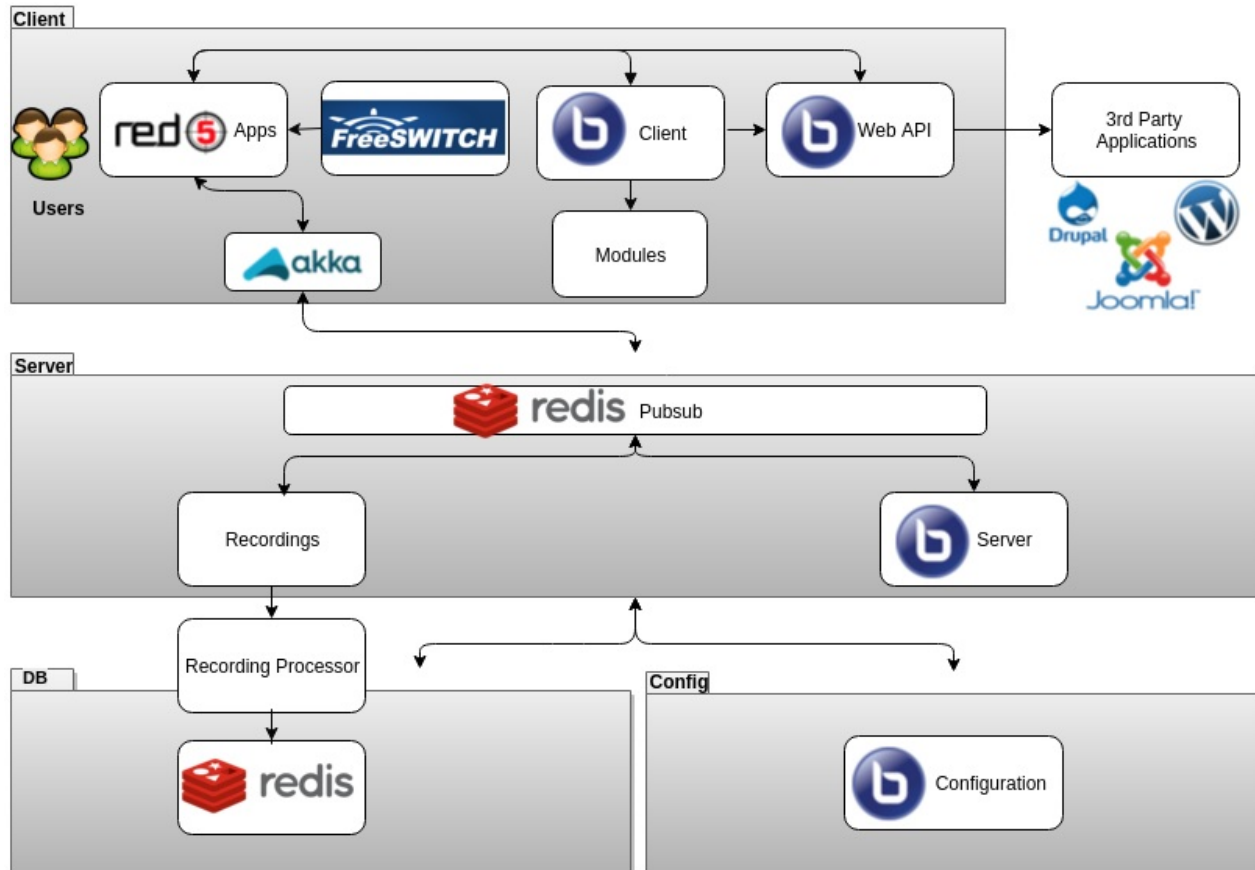 Client
red5 Apps
FreeSWITCH
Client
Web API
3rd Party
Applications
Users
akka
Modules
Drupal
W
Joomla!
Server
redis Pubsub
Recordings
b Server
Recording Processor
DB
Config
redis
b Configuration